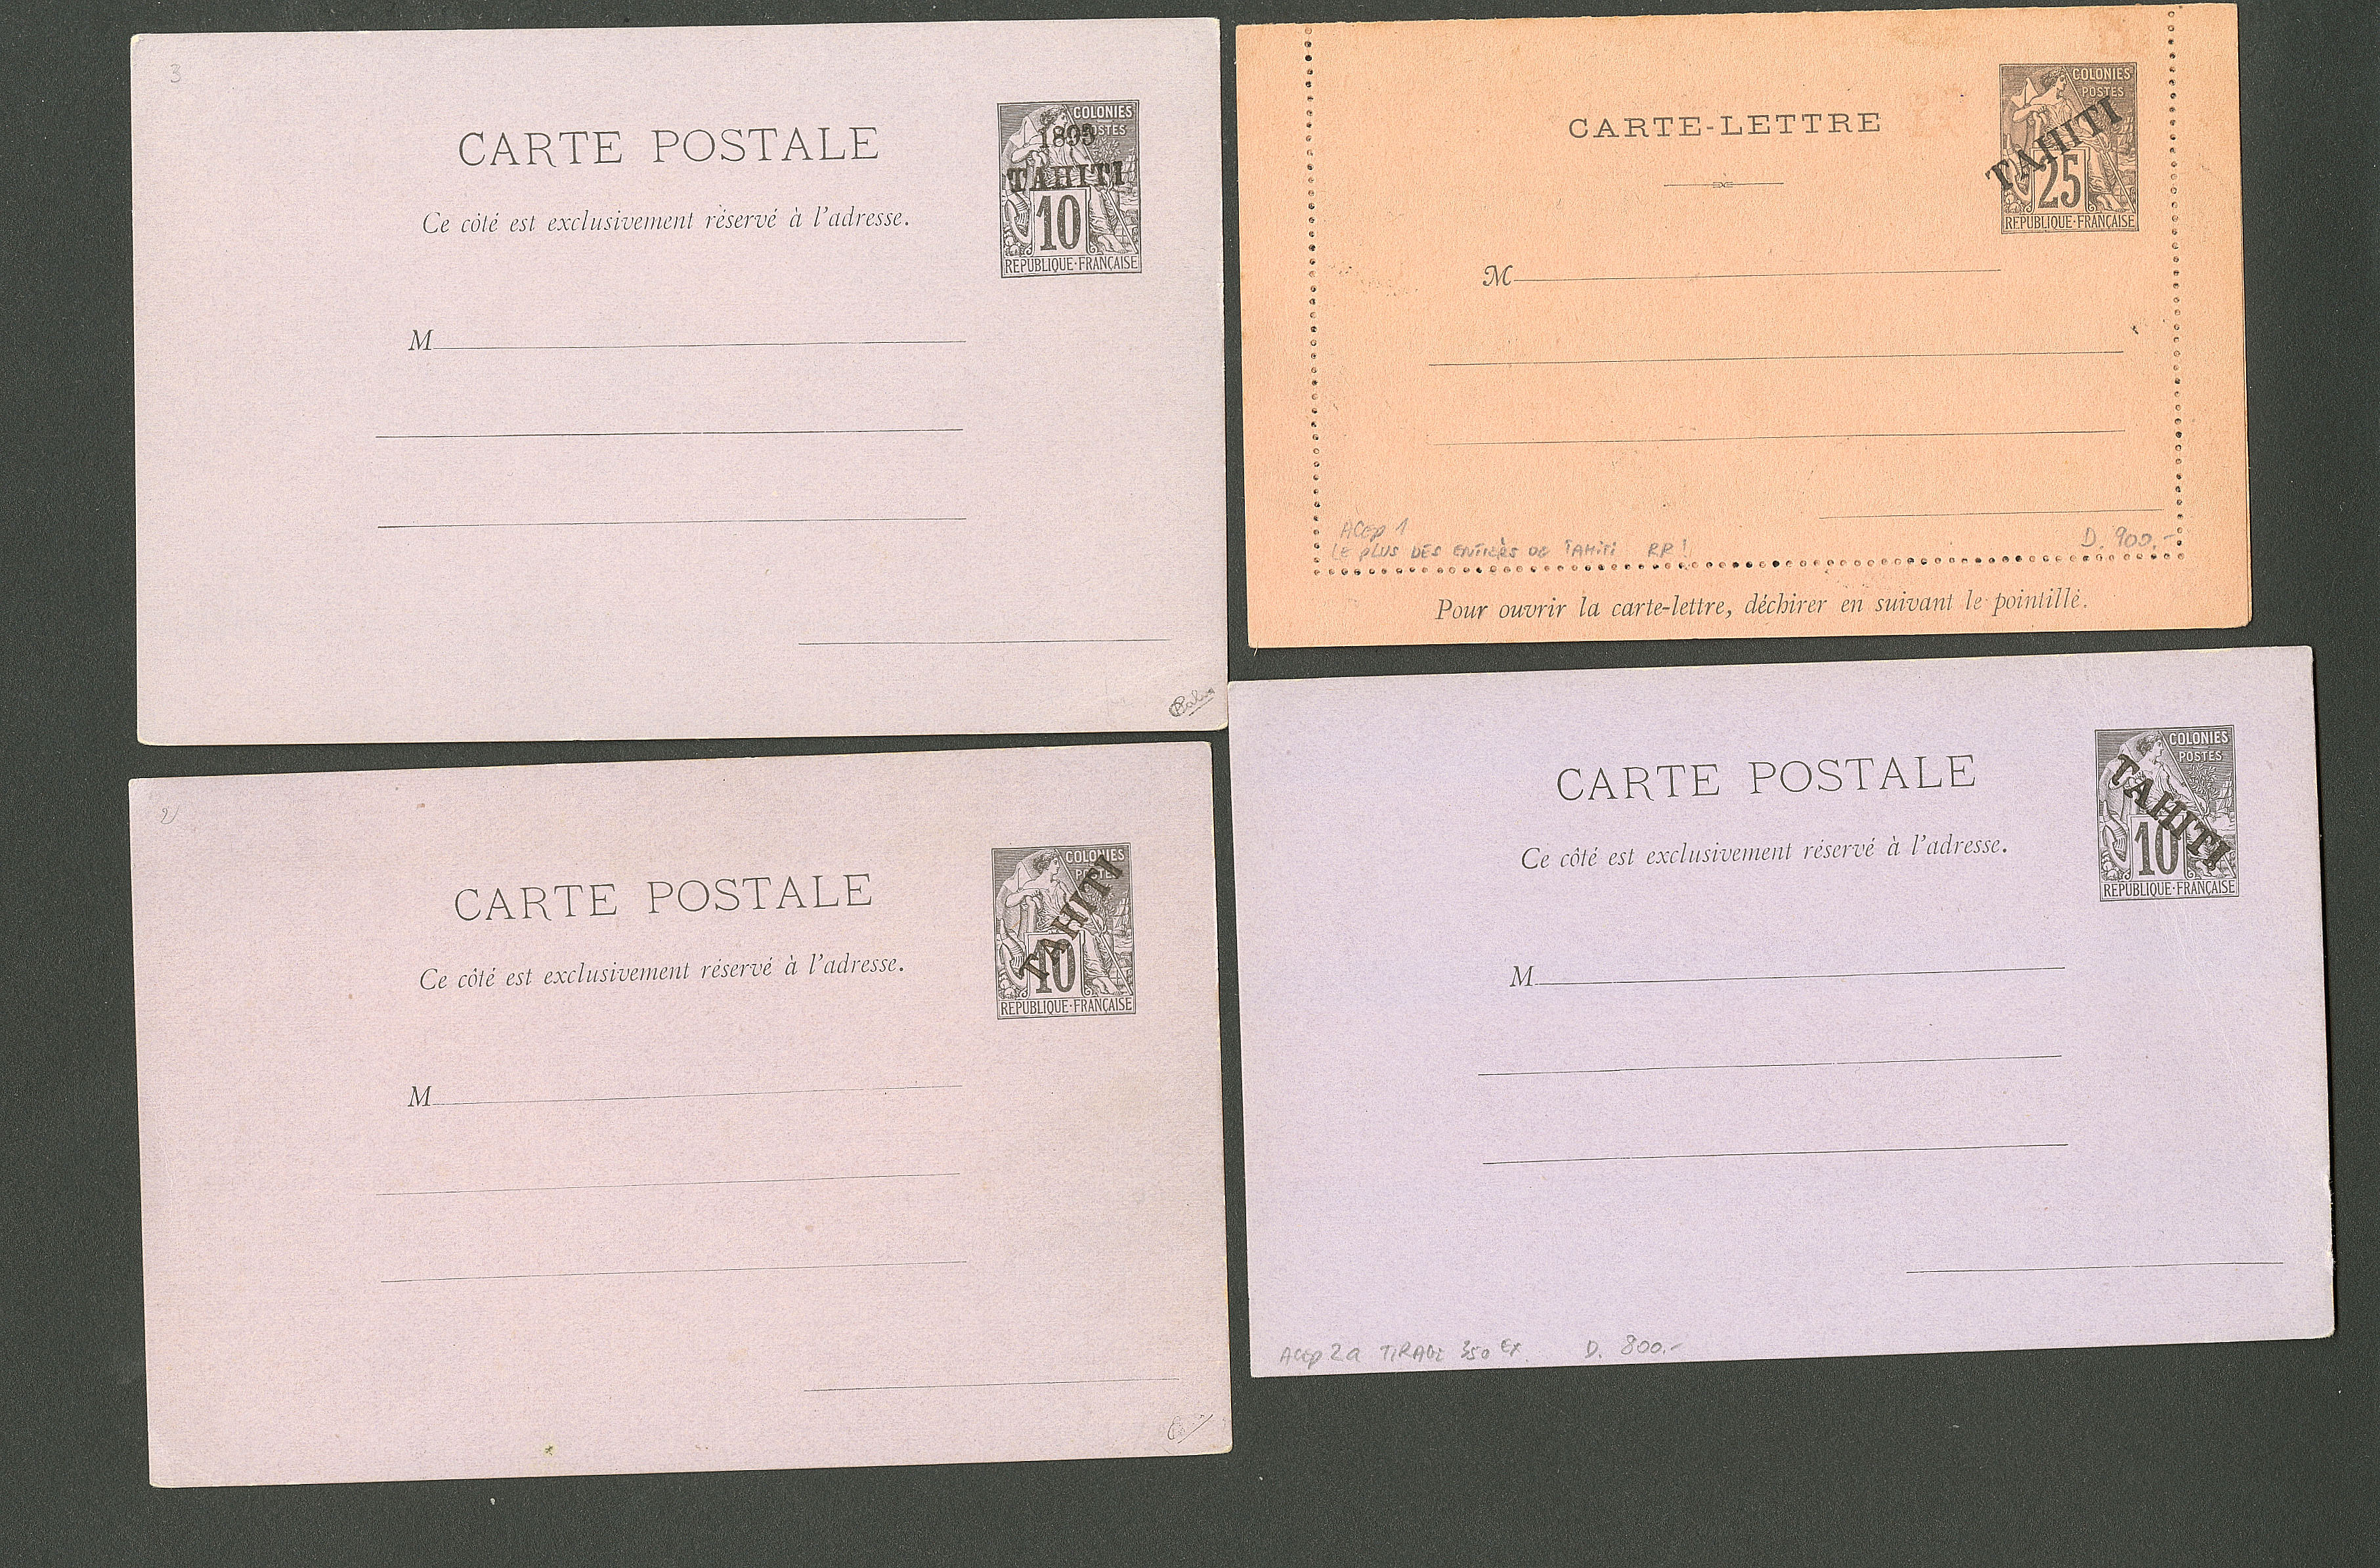 3
CARTE POSTALE
Ce côté est exclusivement réservé à l'adresse.
COLONIES
POSTES
1893
TAHITI
10
REPUBLIQUE-FRANÇAISE
M
CARTE-LETTRE
COLONIES
POSTES
TAHITI
25
REPUBLIQUE-FRANÇAISE
M
ACEP 1
LE PLUS DES ENTIERS DE TAHITI RR!
D. 900.-
Pour ouvrir la carte-lettre, déchirer en suivant le pointillé.
2
CARTE POSTALE
Ce côté est exclusivement réservé à l'adresse.
COLONIES
POSTES
TAHITI
10
REPUBLIQUE-FRANÇAISE
M
CARTE POSTALE
Ce côté est exclusivement réservé à l'adresse.
COLONIES
POSTES
TAHITI
10
REPUBLIQUE-FRANÇAISE
M
ACEP 2a TIRAGE 350 EX. D. 800.-